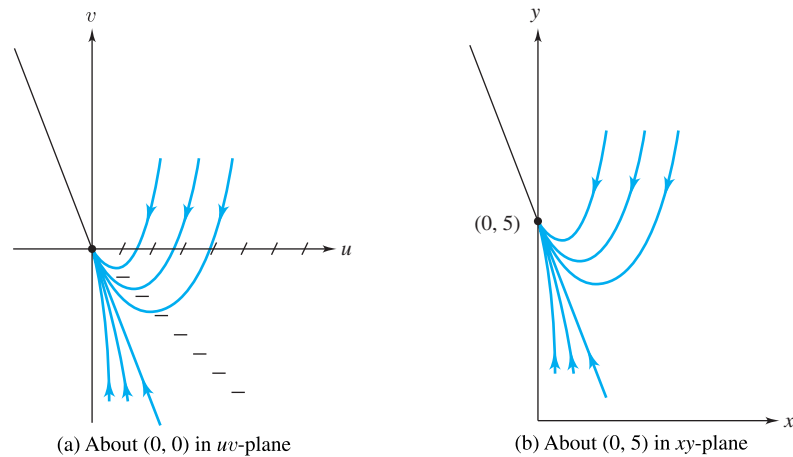 v
u
(a) About (0, 0) in uv-plane
y
(0, 5)
x
(b) About (0, 5) in xy-plane